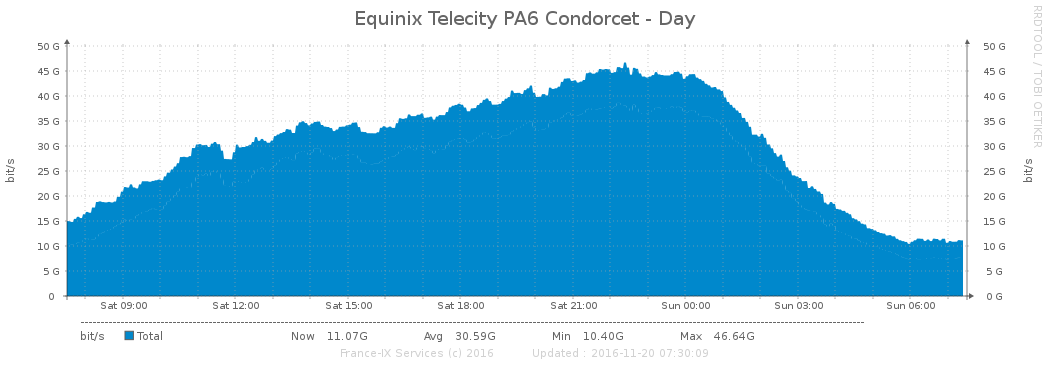 Equinix Telecity PA6 Condorcet - Day
RRDTOOL / TOBI OETIKER
bit/s
50 G
45 G
40 G
35 G
30 G
25 G
20 G
15 G
10 G
5 G
0
50 G
45 G
40 G
35 G
30 G
25 G
20 G
15 G
10 G
5 G
0 G
bit/s
Sat 09:00 Sat 12:00 Sat 15:00 Sat 18:00 Sat 21:00 Sun 00:00 Sun 03:00 Sun 06:00
bit/s Total Now 11.07G Avg 30.59G Min 10.40G Max 46.64G
France-IX Services (c) 2016 Updated : 2016-11-20 07:30:09